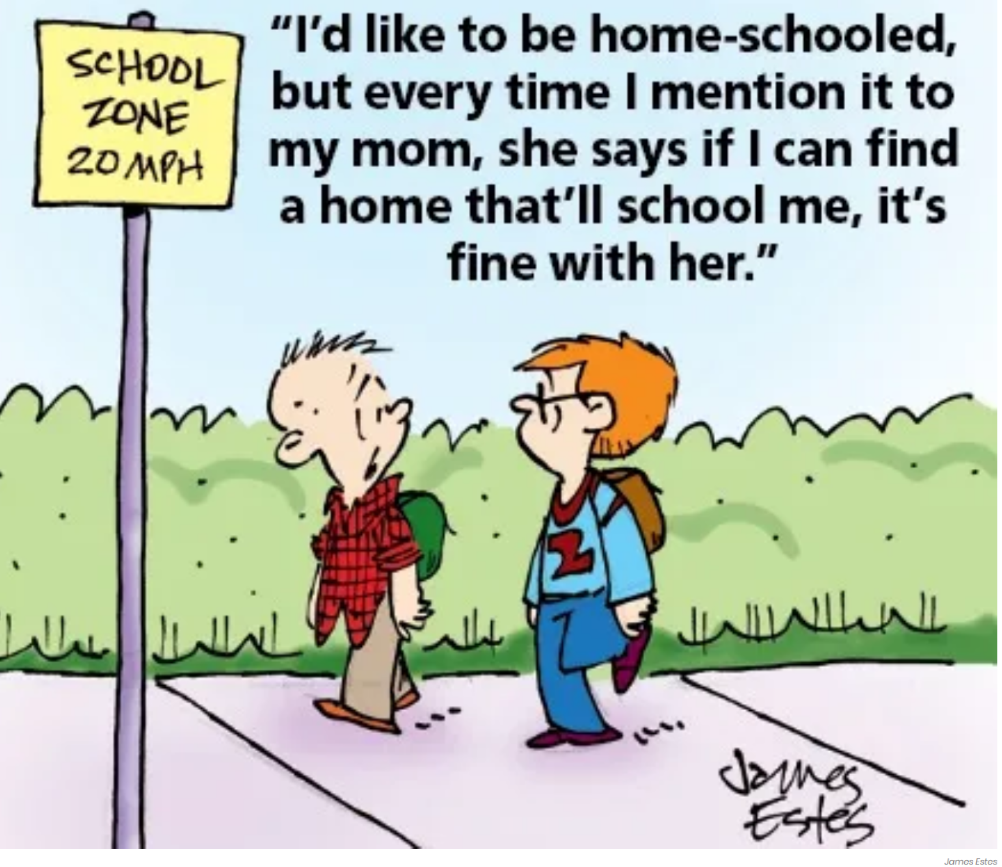 SCHOOL
ZONE
20 MPH
“I’d like to be home-schooled,
but every time I mention it to
my mom, she says if I can find
a home that’ll school me, it’s
fine with her.”
Z
James
Estes
James Estes